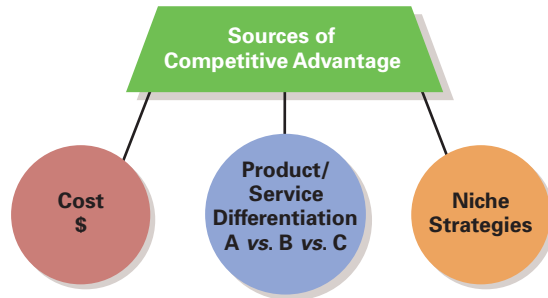 Sources of
Competitive Advantage
Cost
$
Product/
Service
Differentiation
A vs. B vs. C
Niche
Strategies